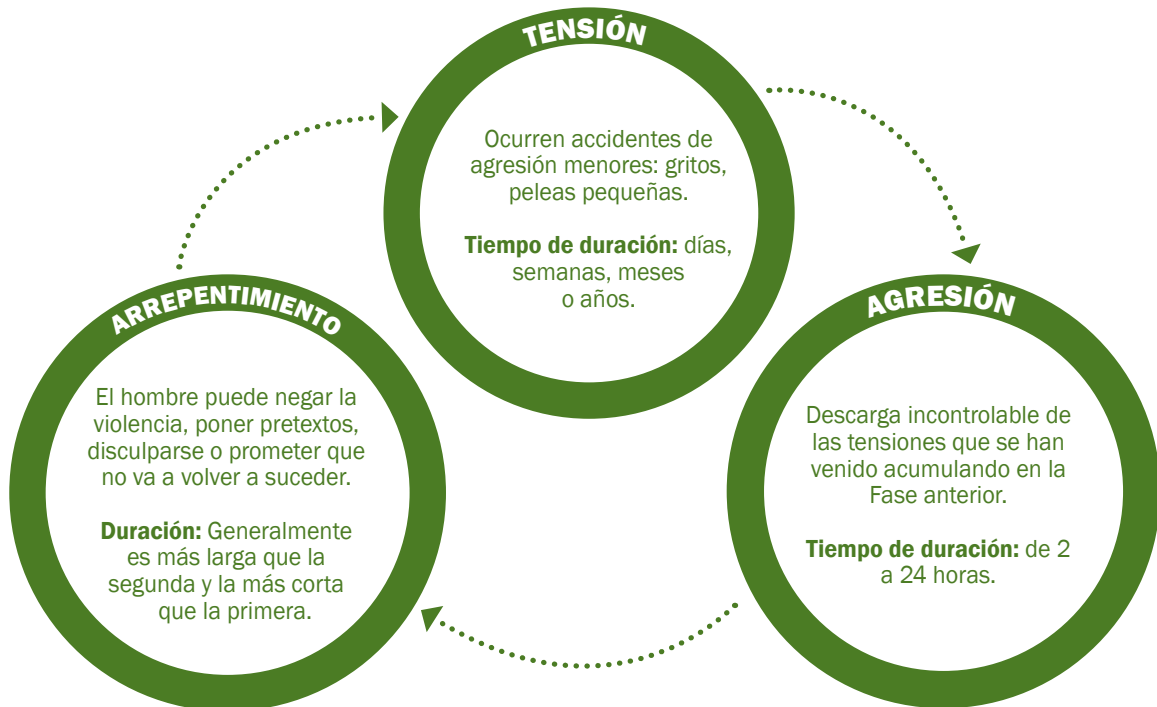 TENSIÓN
Ocurren accidentes de
agresión menores: gritos,
peleas pequeñas.
Tiempo de duración: días,
semanas, meses
o años.
AGRESIÓN
Descarga incontrolable de
las tensiones que se han
venido acumulando en la
Fase anterior.
Tiempo de duración: de 2
a 24 horas.
ARREPENTIMIENTO
El hombre puede negar la
violencia, poner pretextos,
disculparse o prometer que
no va a volver a suceder.
Duración: Generalmente
es más larga que la
segunda y la más corta
que la primera.